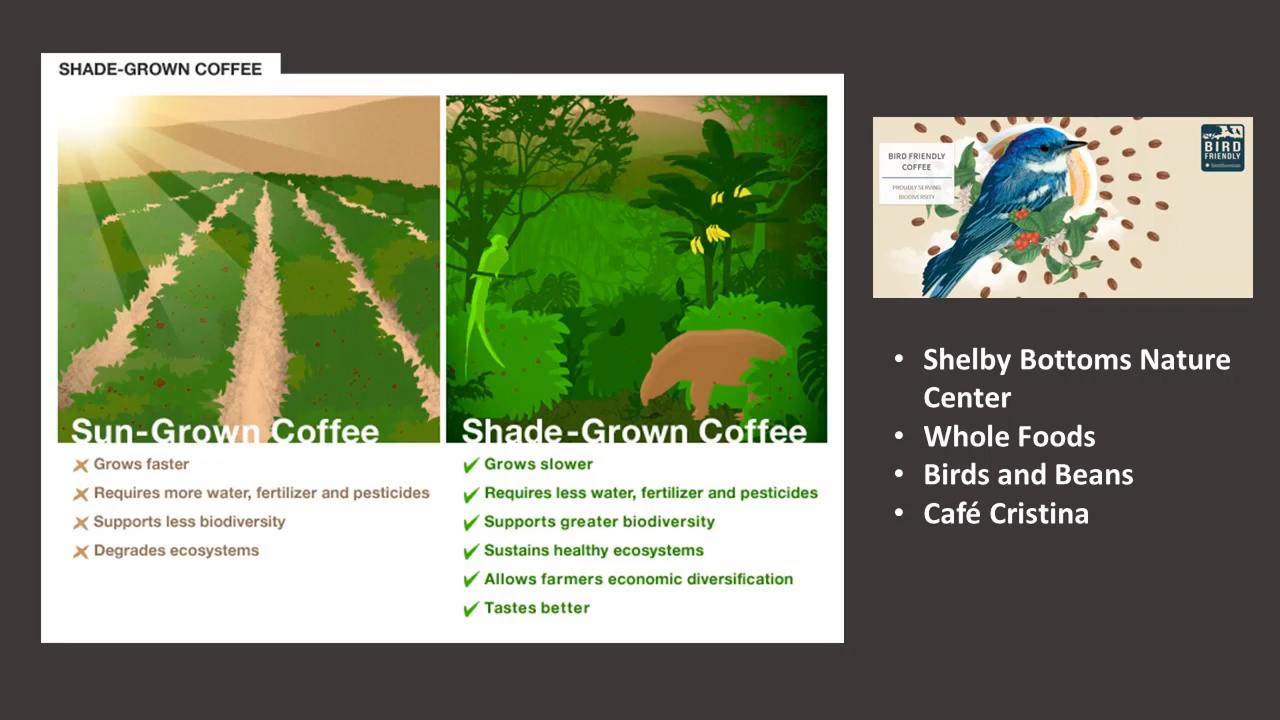 SHADE-GROWN COFFEE
Sun-Grown Coffee
Grows faster
Requires more water, fertilizer and pesticides
Supports less biodiversity
Degrades ecosystems
Shade-Grown Coffee
Grows slower
Requires less water, fertilizer and pesticides
Supports greater biodiversity
Sustains healthy ecosystems
Allows farmers economic diversification
Tastes better
BIRD FRIENDLY
COFFEE
PROUDLY SERVING
BIODIVERSITY
BIRD
FRIENDLY
Smithsonian
• Shelby Bottoms Nature
Center
• Whole Foods
• Birds and Beans
• Café Cristina